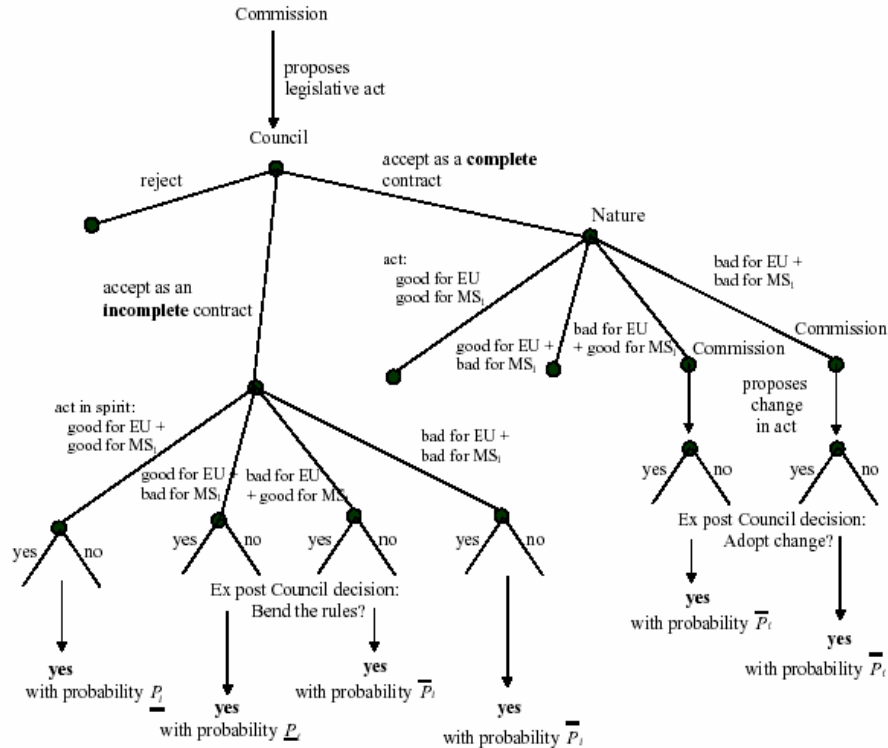 Commission
proposes
legislative act
Council
reject
accept as a complete
contract
Nature
accept as an
incomplete contract
act:
good for EU
good for MSi
good for EU +
bad for MSi
bad for EU
+ good for MSi
bad for EU +
bad for MSi
Commission
Commission
proposes
change
in act
act in spirit:
good for EU +
good for MSi
good for EU +
bad for MSi
bad for EU
+ good for MSi
bad for EU +
bad for MSi
yes no
yes no
Ex post Council decision:
Adopt change?
yes no
yes no
yes no
yes no
Ex post Council decision:
Bend the rules?
yes
with probability P̅i
yes
with probability P̅i
yes
with probability P̲i
yes
with probability P̲i
yes
with probability P̅i
yes
with probability P̅i